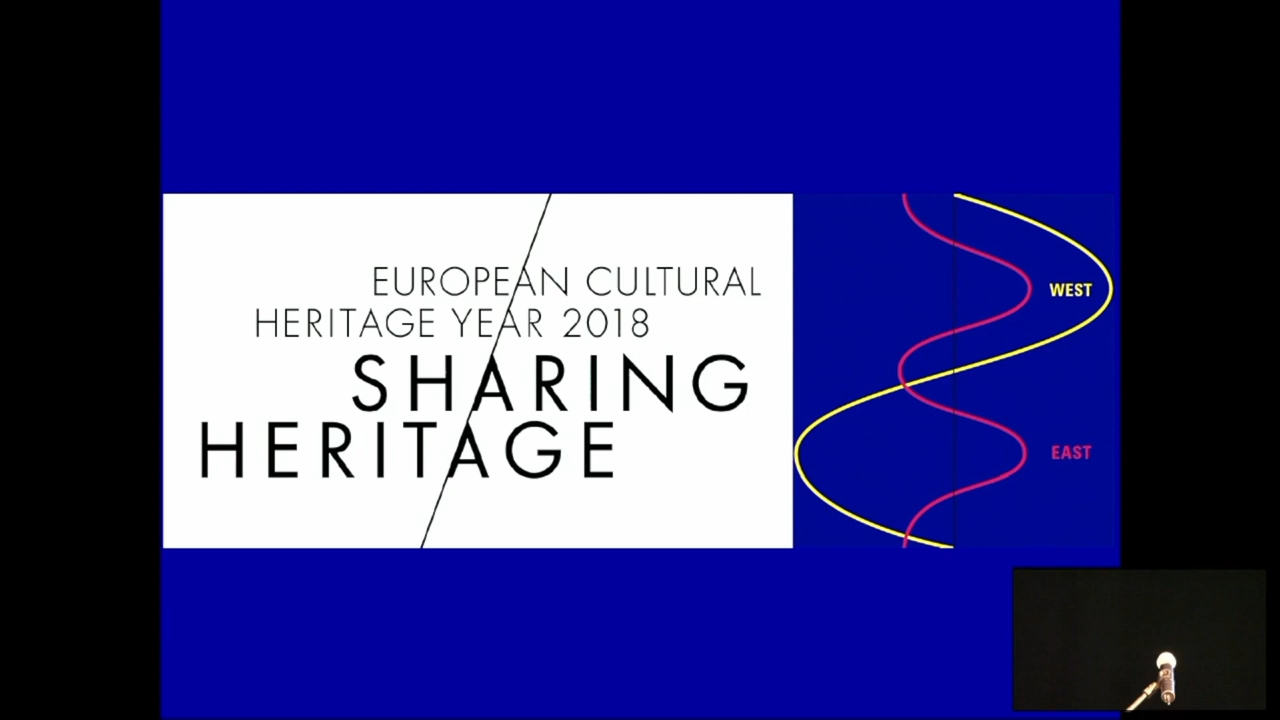 EUROPEAN CULTURAL
HERITAGE YEAR 2018
SHARING
HERITAGE
WEST
EAST